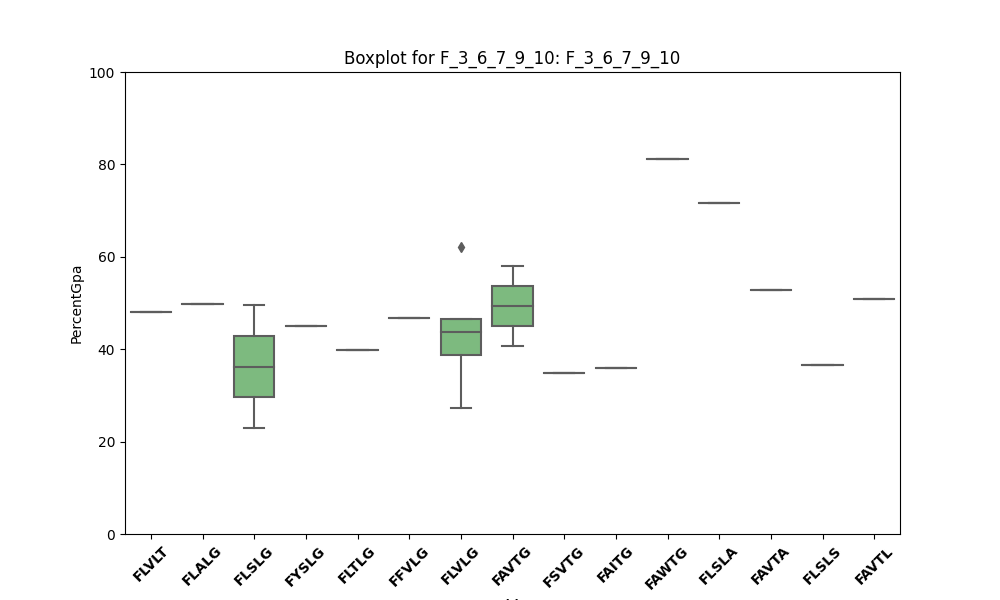 Boxplot for F_3_6_7_9_10: F_3_6_7_9_10
PercentGpa
100
80
60
40
20
0
FLVLT
FLALG
FLSLG
FYSLG
FLTLG
FFVLG
FLVLG
FAVTG
FSVTG
FAITG
FAWTG
FLSLA
FAVTA
FLSLS
FAVTL